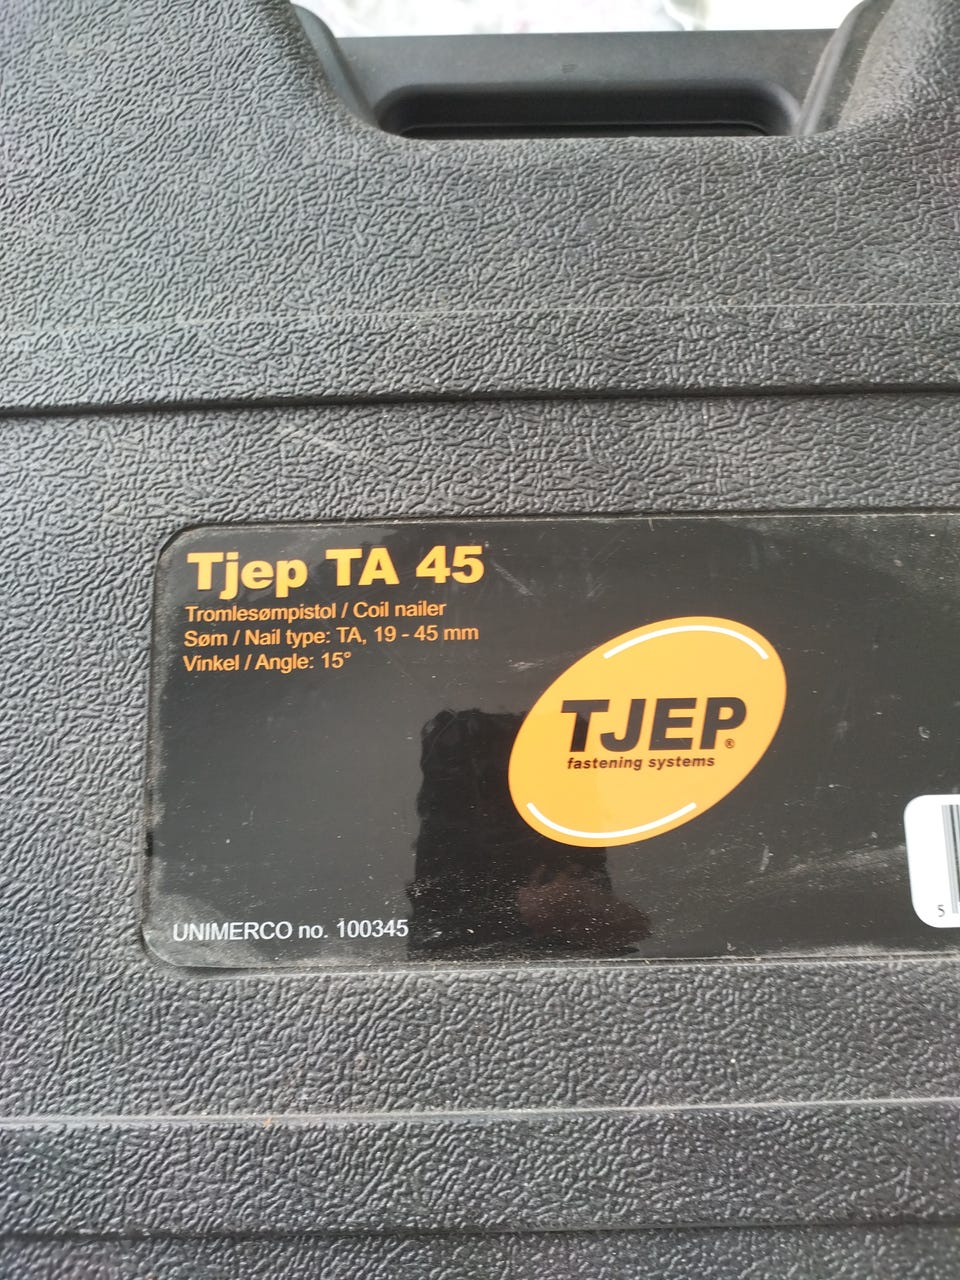 Tjep TA 45
Tromlesømpistol / Coil nailer
Søm / Nail type: TA, 19 - 45 mm
Vinkel / Angle: 15°
TJEP®
fastening systems
UNIMERCO no. 100345
5